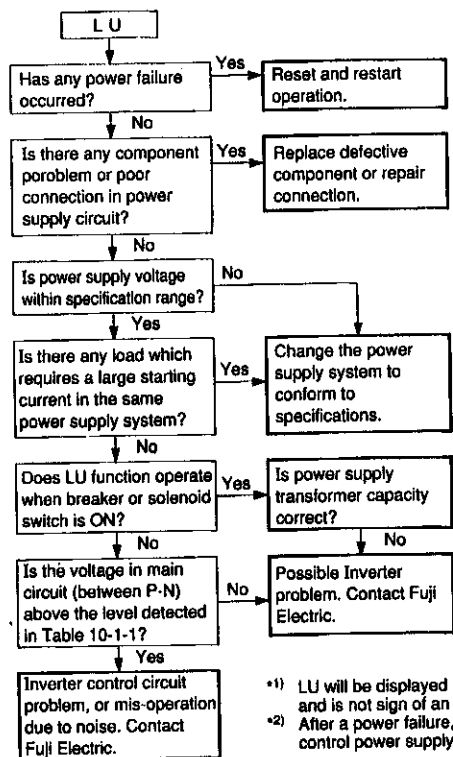 LU
Has any power failure
occurred?
Yes
Reset and restart
operation.
No
Is there any component
poroblem or poor
connection in power
supply circuit?
Yes
Replace defective
component or repair
connection.
No
Is power supply voltage
within specification range?
No
Yes
Is there any load which
requires a large starting
current in the same
power supply system?
Yes
Change the power
supply system to
conform to
specifications.
No
Does LU function operate
when breaker or solenoid
switch is ON?
Yes
Is power supply
transformer capacity
correct?
No
No
Is the voltage in main
circuit (between P-N)
above the level detected
in Table 10-1-1?
No
Possible Inverter
problem. Contact Fuji
Electric.
Yes
Inverter control circuit
problem, or mis-operation
due to noise. Contact
Fuji Electric.
*1) LU will be displayed
and is not sign of an
*2) After a power failure,
control power supply